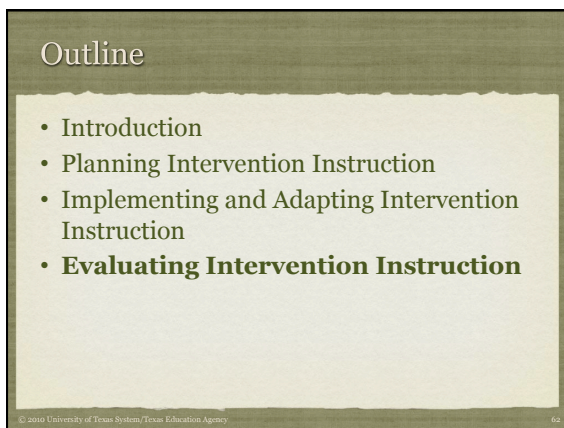 Outline
• Introduction
• Planning Intervention Instruction
• Implementing and Adapting Intervention
Instruction
• Evaluating Intervention Instruction
© 2010 University of Texas System/Texas Education Agency
62